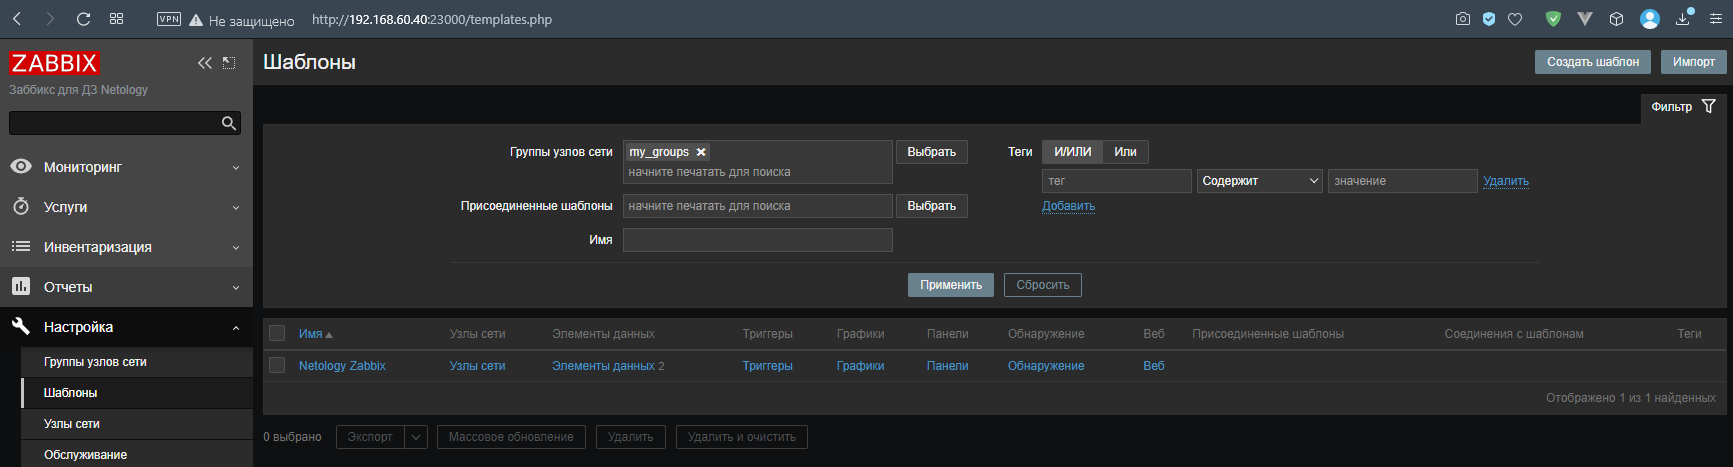 VPN Не защищено http://192.168.60.40:23000/templates.php
ZABBIX
Заббикс для ДЗ Netology
Мониторинг
Услуги
Инвентаризация
Отчеты
Настройка
Группы узлов сети
Шаблоны
Узлы сети
Обслуживание
Шаблоны
Создать шаблон Импорт
Фильтр
Группы узлов сети my_groups Выбрать
начните печатать для поиска
Присоединенные шаблоны начните печатать для поиска Выбрать
Имя
Теги И/ИЛИ Или
тег Содержит значение Удалить
Добавить
Применить Сбросить
Имя Узлы сети Элементы данных Триггеры Графики Панели Обнаружение Веб Присоединенные шаблоны Соединения с шаблонам Теги
Netology Zabbix Узлы сети Элементы данных 2 Триггеры Графики Панели Обнаружение Веб
Отображено 1 из 1 найденных
0 выбрано Экспорт Массовое обновление Удалить Удалить и очистить